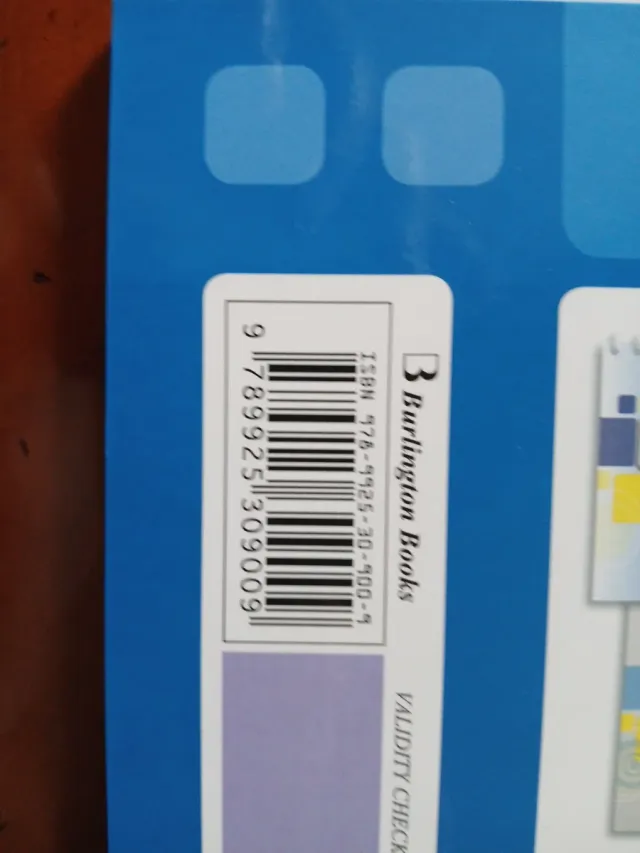 B Burlington Books
ISBN 978-9925-30-900-9
9 789925 309009
VALIDITY CHECK